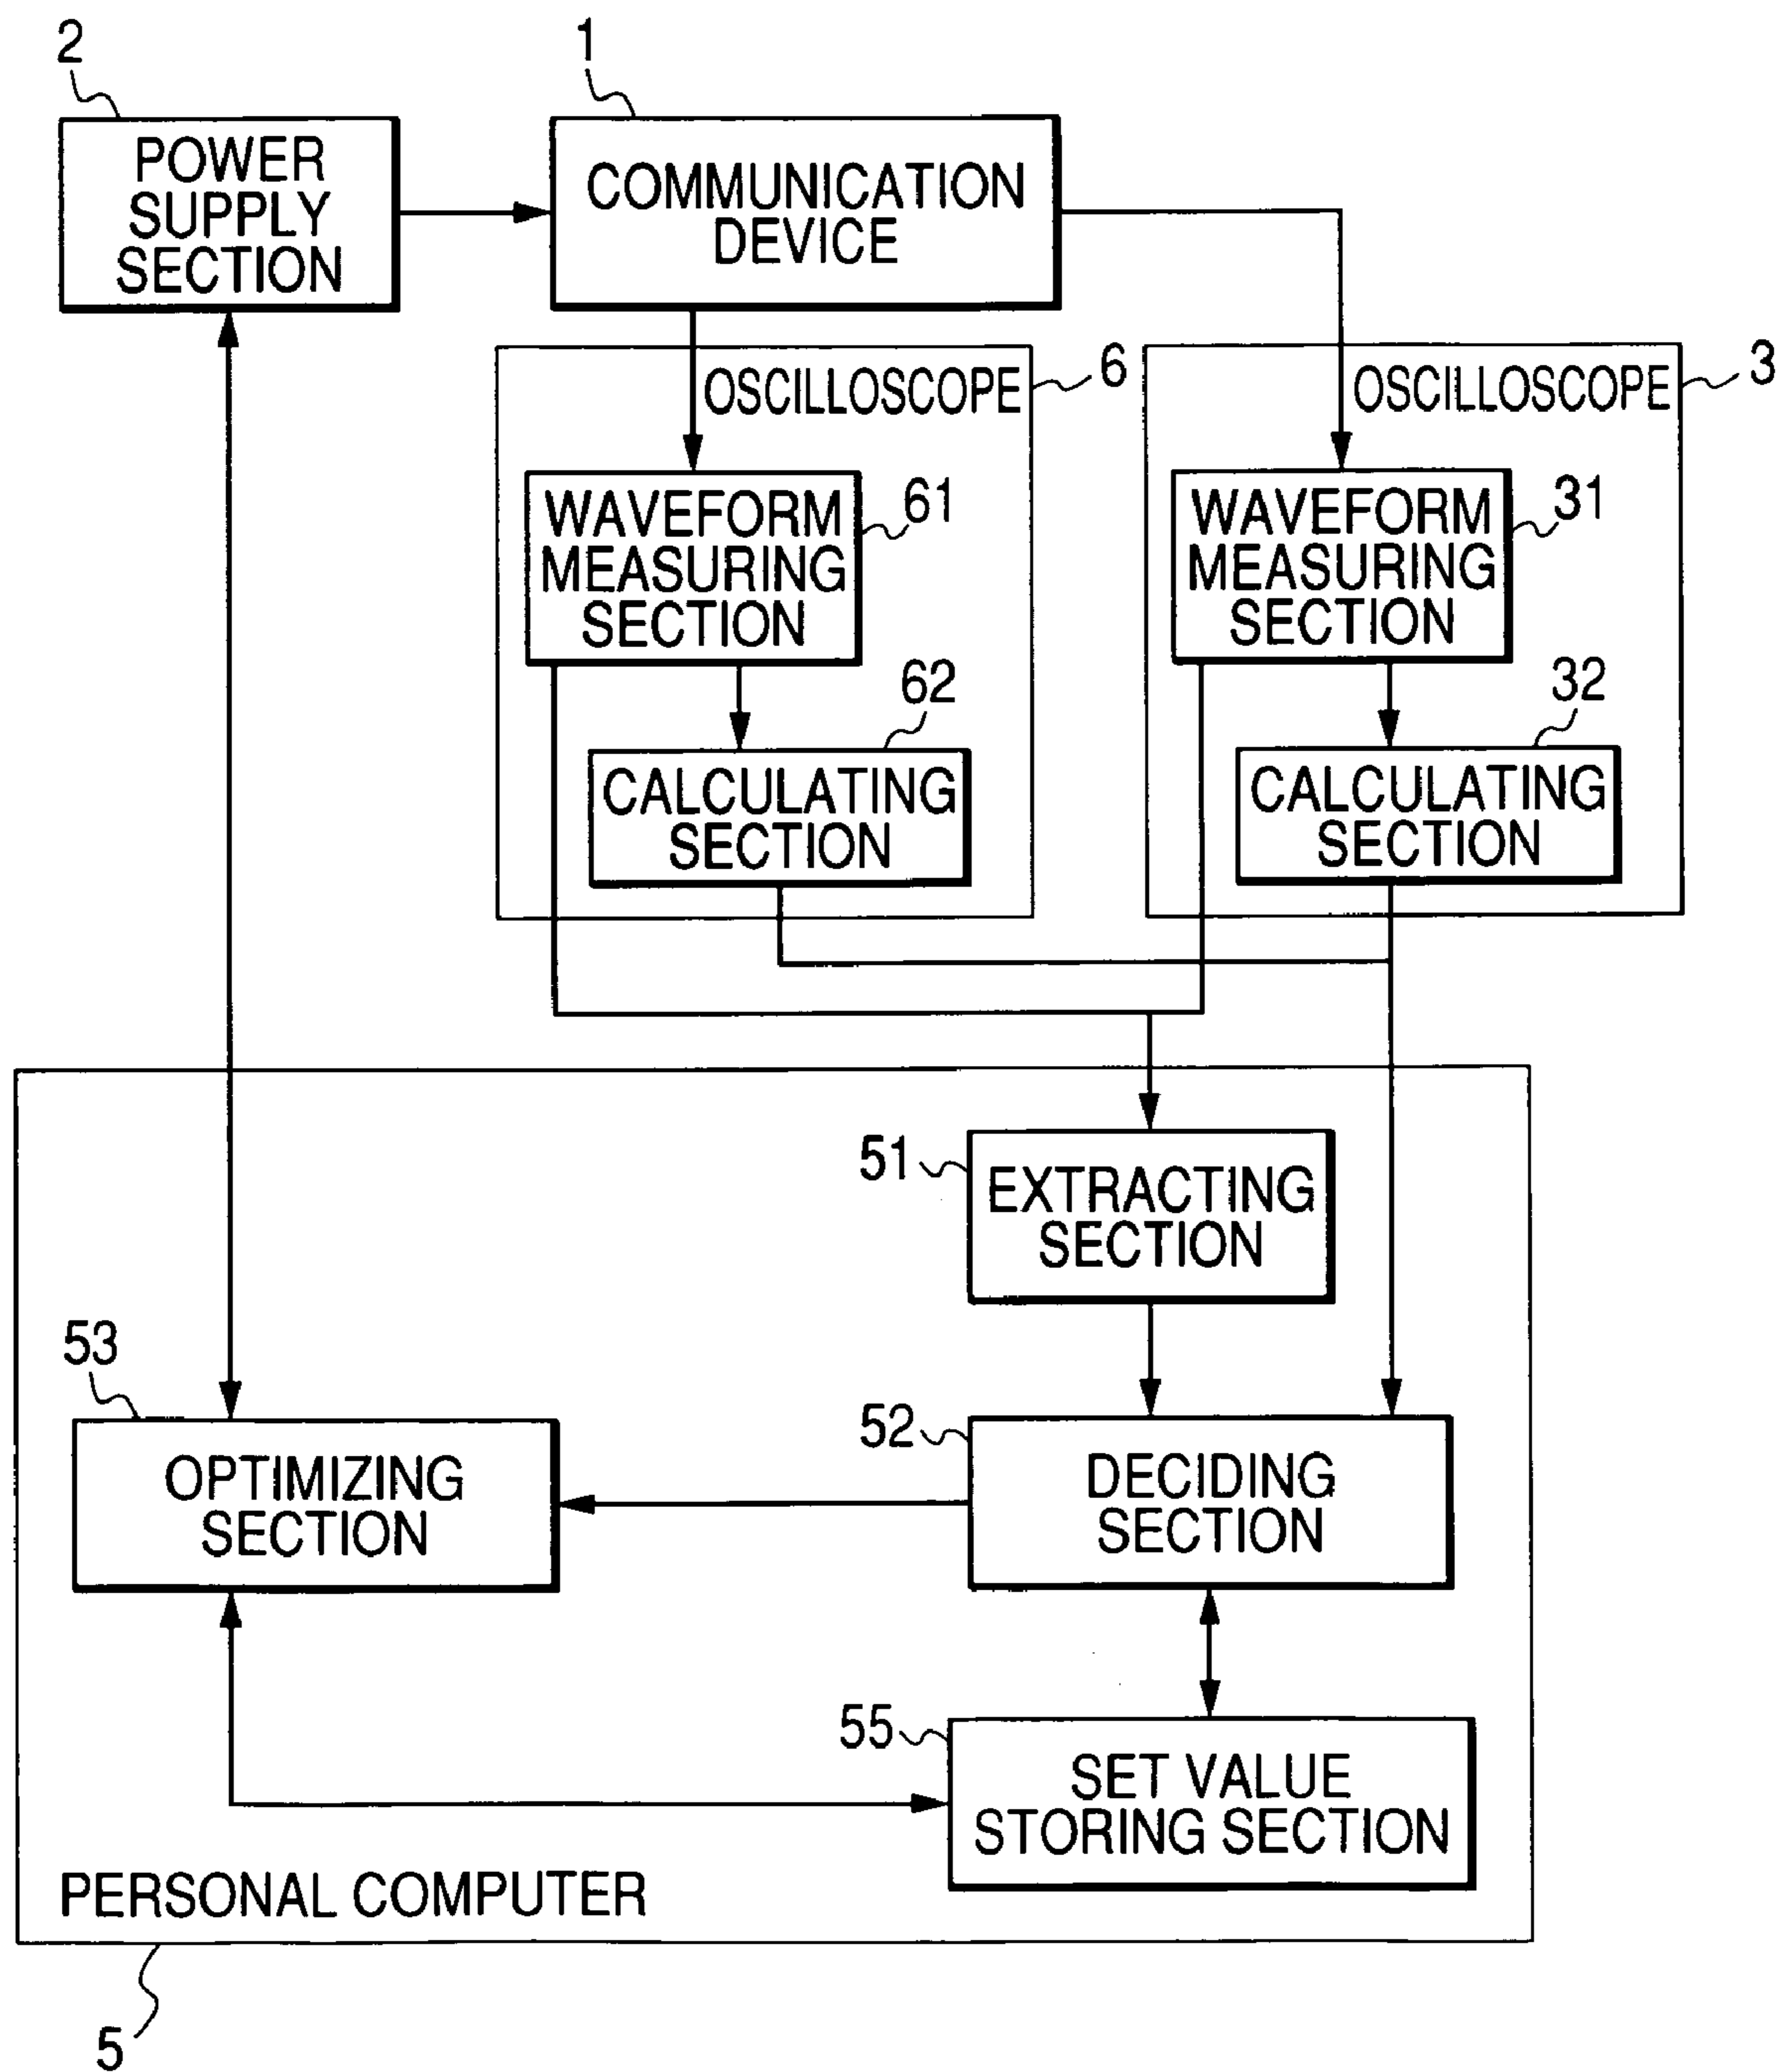 2
1
POWER
SUPPLY
SECTION
COMMUNICATION
DEVICE
OSCILLOSCOPE
6
OSCILLOSCOPE
3
WAVEFORM
MEASURING
SECTION
61
WAVEFORM
MEASURING
SECTION
31
62
CALCULATING
SECTION
32
CALCULATING
SECTION
51
EXTRACTING
SECTION
53
OPTIMIZING
SECTION
52
DECIDING
SECTION
55
SET VALUE
STORING SECTION
PERSONAL COMPUTER
5